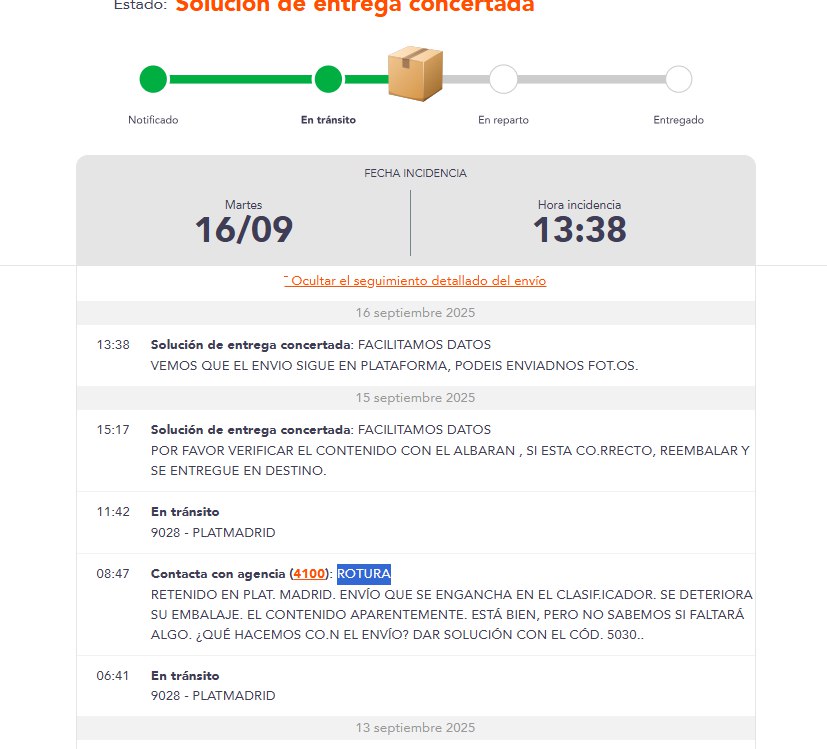 Estado: Solución de entrega concertada
Notificado
En tránsito
En reparto
Entregado
FECHA INCIDENCIA
Martes
16/09
Hora incidencia
13:38
Ocultar el seguimiento detallado del envío
16 septiembre 2025
13:38 Solución de entrega concertada: FACILITAMOS DATOS
VEMOS QUE EL ENVIO SIGUE EN PLATAFORMA, PODEIS ENVIADNOS FOT.OS.
15 septiembre 2025
15:17 Solución de entrega concertada: FACILITAMOS DATOS
POR FAVOR VERIFICAR EL CONTENIDO CON EL ALBARAN , SI ESTA CO.RRECTO, REEMBALAR Y
SE ENTREGUE EN DESTINO.
11:42 En tránsito
9028 - PLATMADRID
08:47 Contacta con agencia (4100): ROTURA
RETENIDO EN PLAT. MADRID. ENVÍO QUE SE ENGANCHA EN EL CLASIF.ICADOR. SE DETERIORA
SU EMBALAJE. EL CONTENIDO APARENTEMENTE. ESTÁ BIEN, PERO NO SABEMOS SI FALTARÁ
ALGO. ¿QUÉ HACEMOS CO.N EL ENVÍO? DAR SOLUCIÓN CON EL CÓD. 5030..
06:41 En tránsito
9028 - PLATMADRID
13 septiembre 2025